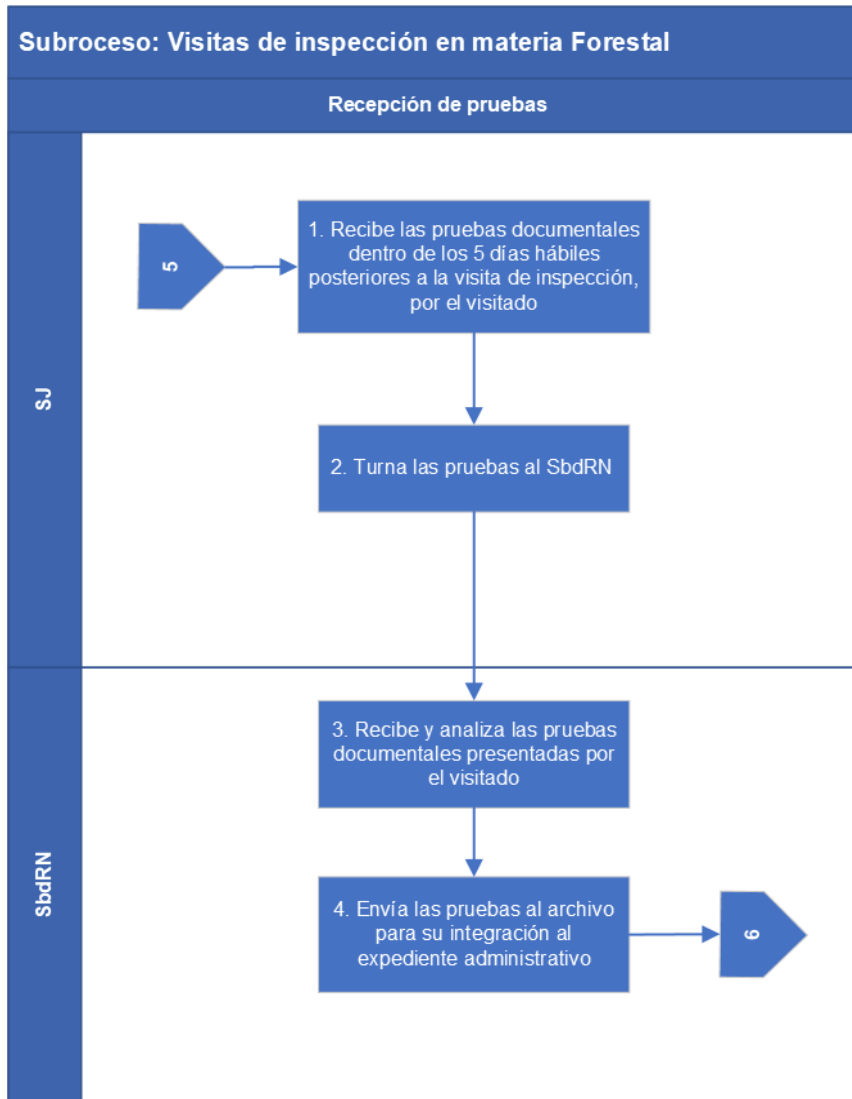 Subroceso: Visitas de inspección en materia Forestal
Recepción de pruebas
SJ
5
1. Recibe las pruebas documentales
dentro de los 5 días hábiles
posteriores a la visita de inspección,
por el visitado
2. Turna las pruebas al SbdRN
SbdRN
3. Recibe y analiza las pruebas
documentales presentadas por
el visitado
4. Envía las pruebas al archivo
para su integración al
expediente administrativo
6